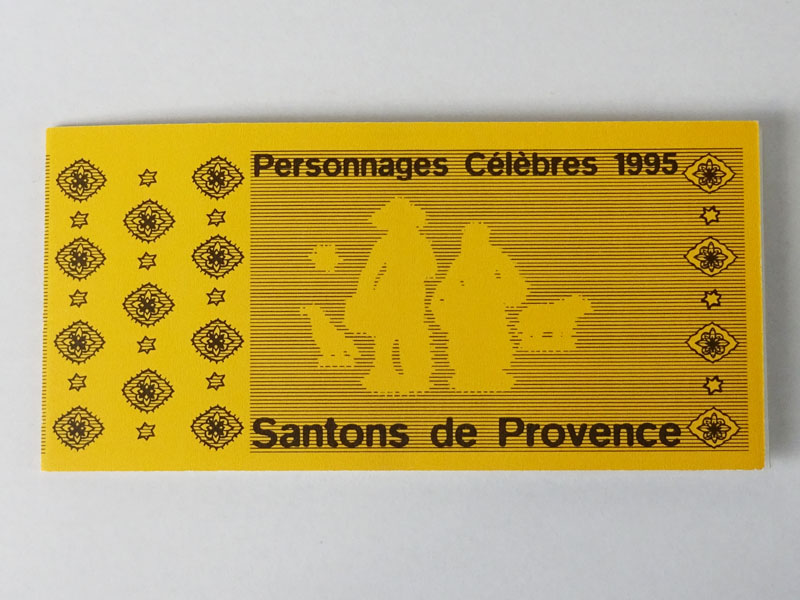 Personnages Célèbres 1995
Santons de Provence